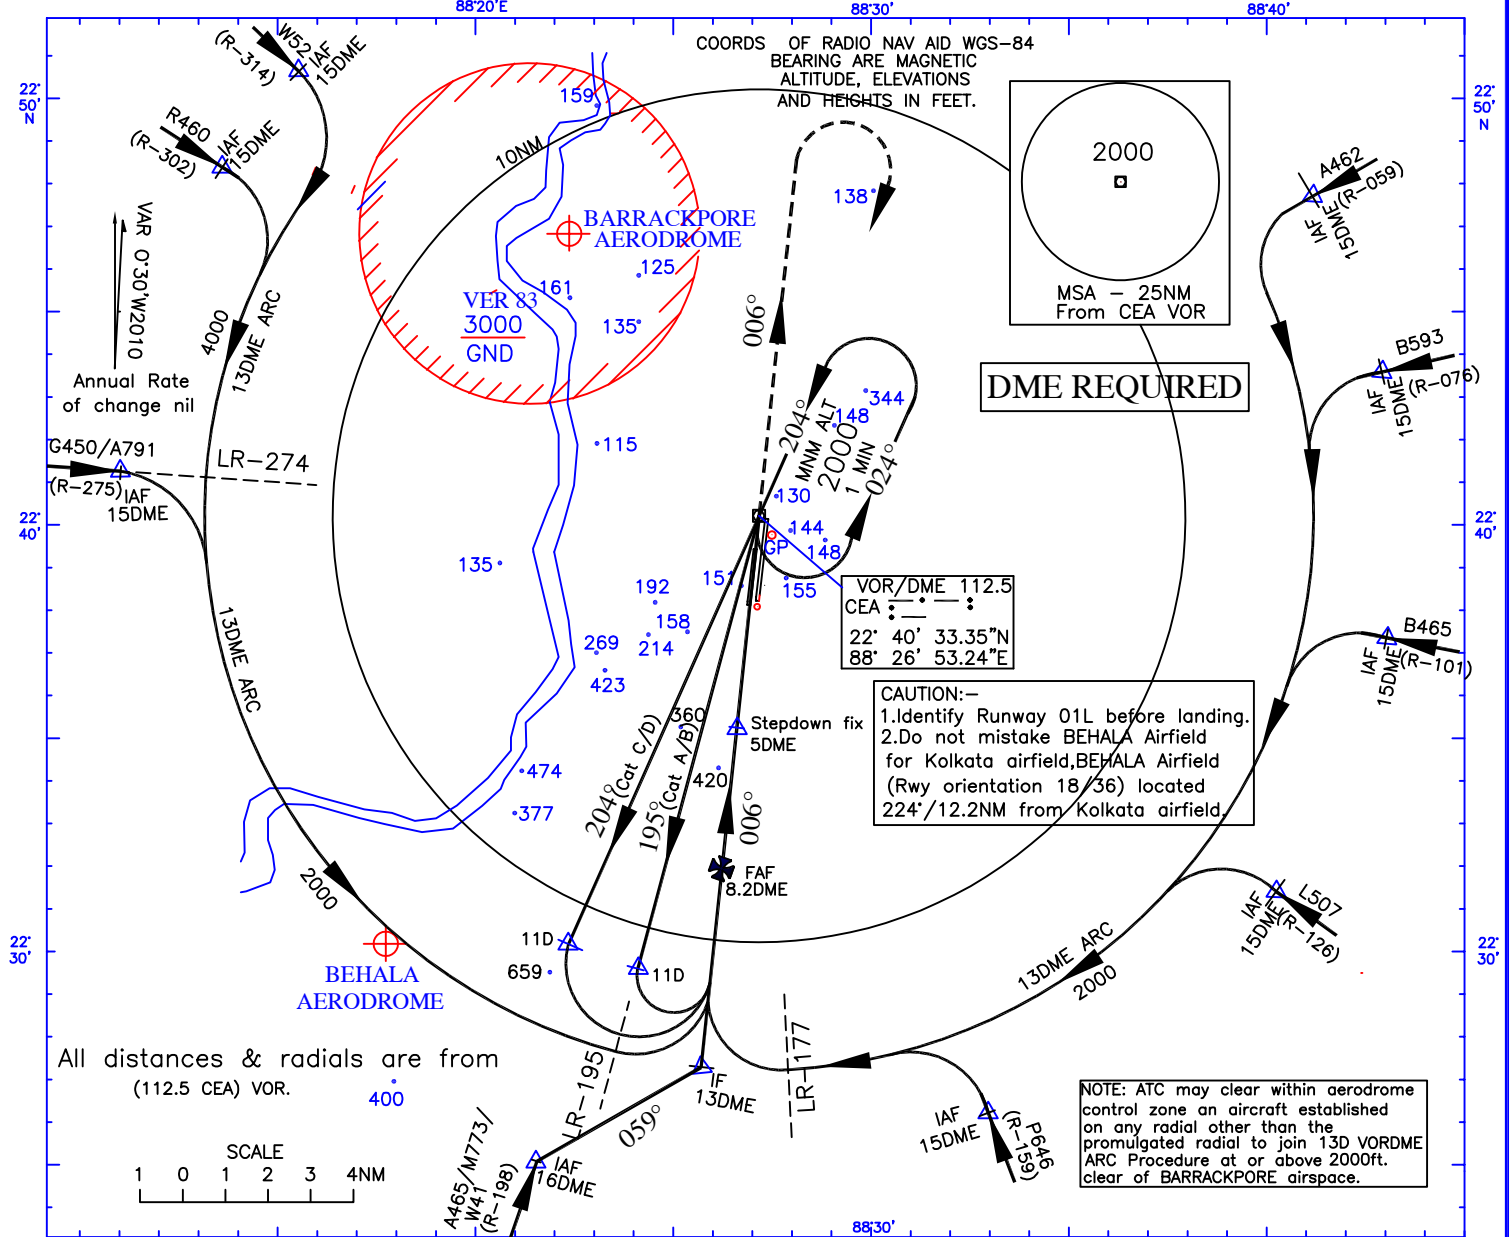 88°20'E
88°30'
88°40'
22°
50'
N
22°
50'
N
COORDS OF RADIO NAV AID WGS-84
BEARING ARE MAGNETIC
ALTITUDE, ELEVATIONS
AND HEIGHTS IN FEET.
W52
(R-314)
IAF
15DME
R460
(R-302)
IAF
15DME
159
10NM
138
BARRACKPORE
AERODROME
125
161
VER 83
3000
GND
135
2000
MSA - 25NM
From CEA VOR
A462
(R-059)
IAF
15DME
VAR 0°30'W2010
Annual Rate
of change nil
4000
13DME ARC
006°
DME REQUIRED
B593
(R-076)
IAF
15DME
G450/A791
(R-275)
IAF
15DME
LR-274
115
204°
MNM ALT
2000
1 MIN
024°
344
148
130
144
148
GP
155
151
22°
40'
22°
40'
135
192
158
214
269
423
VOR/DME 112.5
CEA
22° 40' 33.35"N
88° 26' 53.24"E
B465
(R-101)
IAF
15DME
13DME ARC
CAUTION:-
1.Identify Runway 01L before landing.
2.Do not mistake BEHALA Airfield
for Kolkata airfield,BEHALA Airfield
(Rwy orientation 18/36) located
224°/12.2NM from Kolkata airfield.
360
Stepdown fix
5DME
420
204°(Cat C/D)
195°(Cat A/B)
006°
474
377
FAF
8.2DME
2000
L507
(R-126)
IAF
15DME
11D
659
11D
22°
30'
22°
30'
BEHALA
AERODROME
13DME ARC
2000
All distances & radials are from
(112.5 CEA) VOR.
400
LR-195
LR-177
IF
13DME
059°
IAF
16DME
A465/M773/
W41
(R-198)
IAF
15DME
P646
(R-159)
NOTE: ATC may clear within aerodrome
control zone an aircraft established
on any radial other than the
promulgated radial to join 13D VORDME
ARC Procedure at or above 2000ft.
clear of BARRACKPORE airspace.
SCALE
1 0 1 2 3 4NM
88°30'